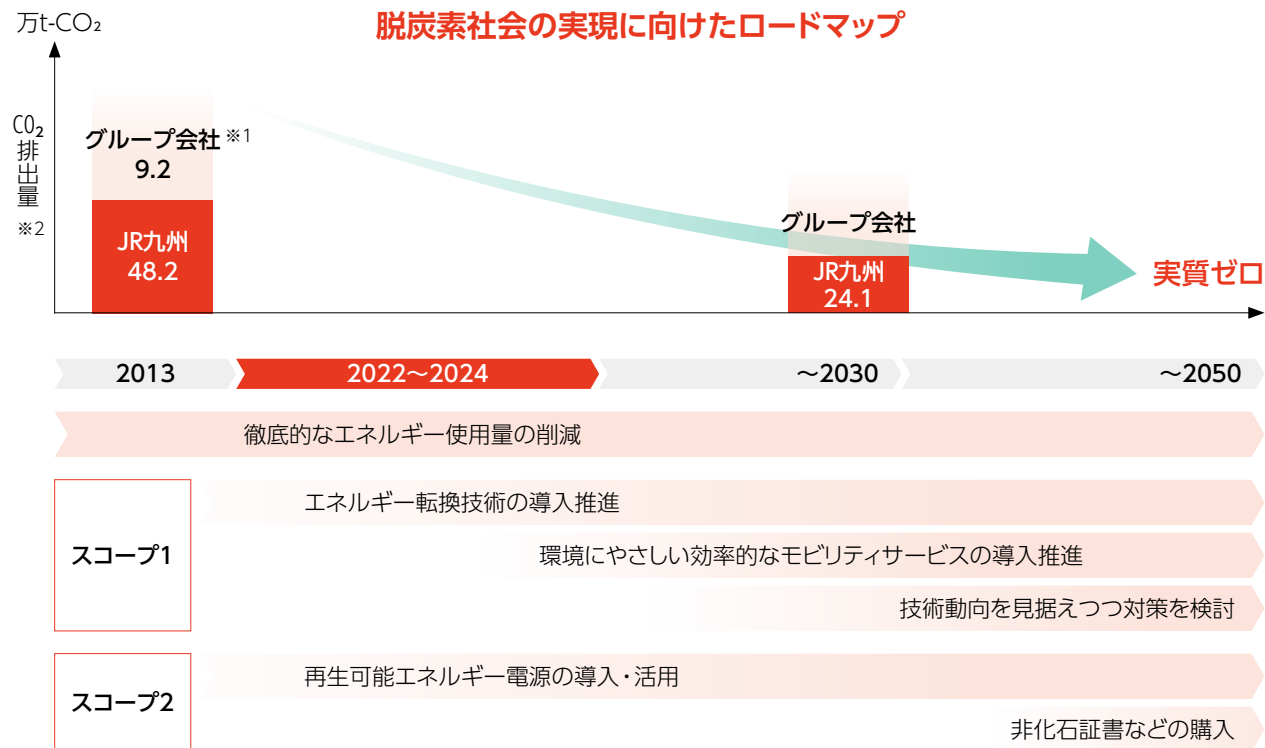 万t-CO₂
脱炭素社会の実現に向けたロードマップ
CO₂排出量
※2
グループ会社 ※1
9.2
JR九州
48.2
グループ会社
JR九州
24.1
実質ゼロ
2013
2022～2024
～2030
～2050
徹底的なエネルギー使用量の削減
スコープ1
エネルギー転換技術の導入推進
環境にやさしい効率的なモビリティサービスの導入推進
技術動向を見据えつつ対策を検討
スコープ2
再生可能エネルギー電源の導入・活用
非化石証書などの購入